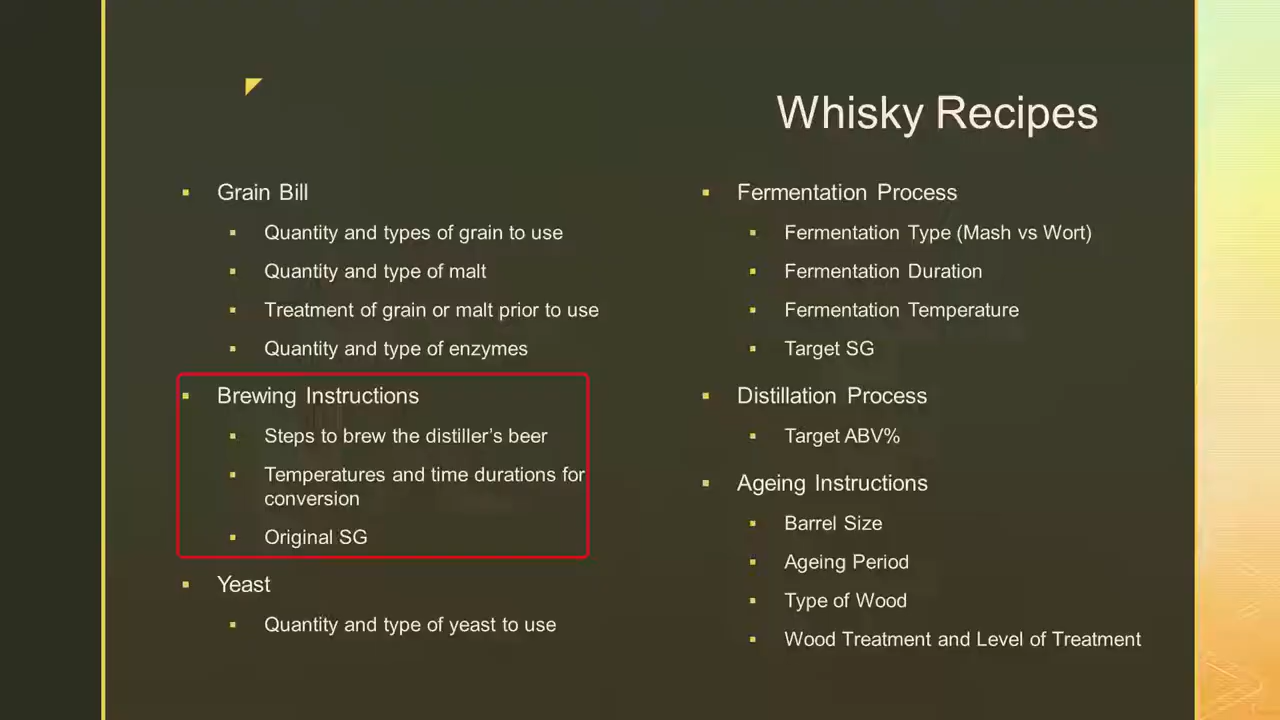 Whisky Recipes
Grain Bill
Quantity and types of grain to use
Quantity and type of malt
Treatment of grain or malt prior to use
Quantity and type of enzymes
Brewing Instructions
Steps to brew the distiller’s beer
Temperatures and time durations for
conversion
Original SG
Yeast
Quantity and type of yeast to use
Fermentation Process
Fermentation Type (Mash vs Wort)
Fermentation Duration
Fermentation Temperature
Target SG
Distillation Process
Target ABV%
Ageing Instructions
Barrel Size
Ageing Period
Type of Wood
Wood Treatment and Level of Treatment